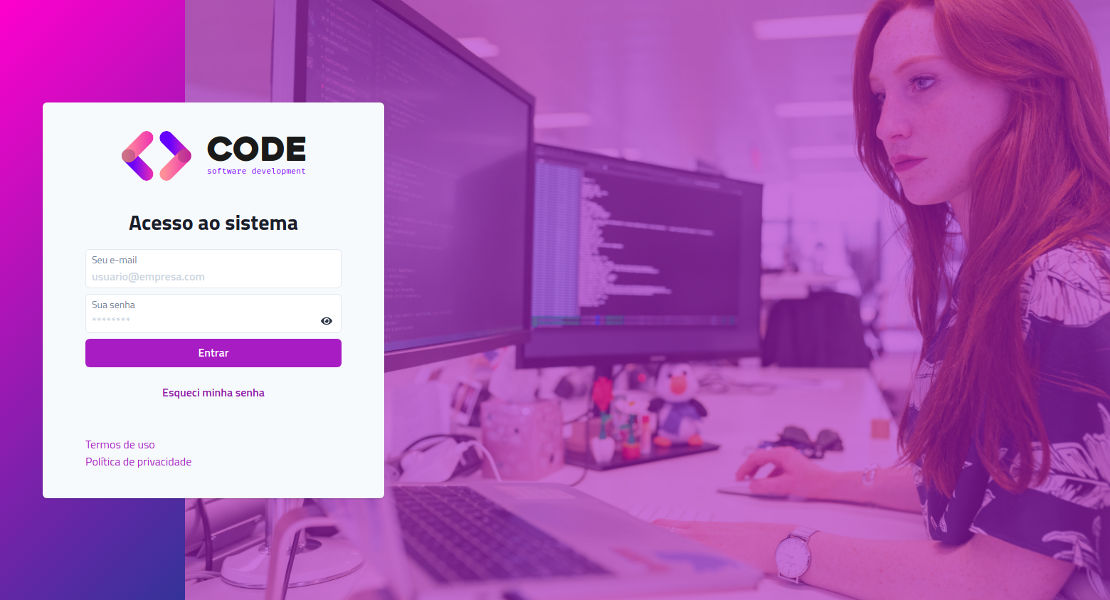 CODE
software development
Acesso ao sistema
Seu e-mail
usuario@empresa.com
Sua senha
********
Entrar
Esqueci minha senha
Termos de uso
Política de privacidade